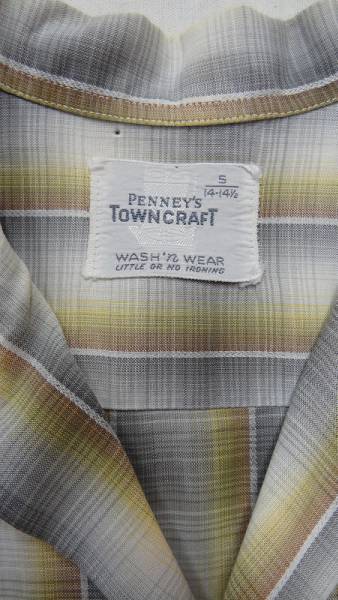 S
14-14½
PENNEY'S
TOWNCRAFT
WASH 'n WEAR
LITTLE OR NO IRONING